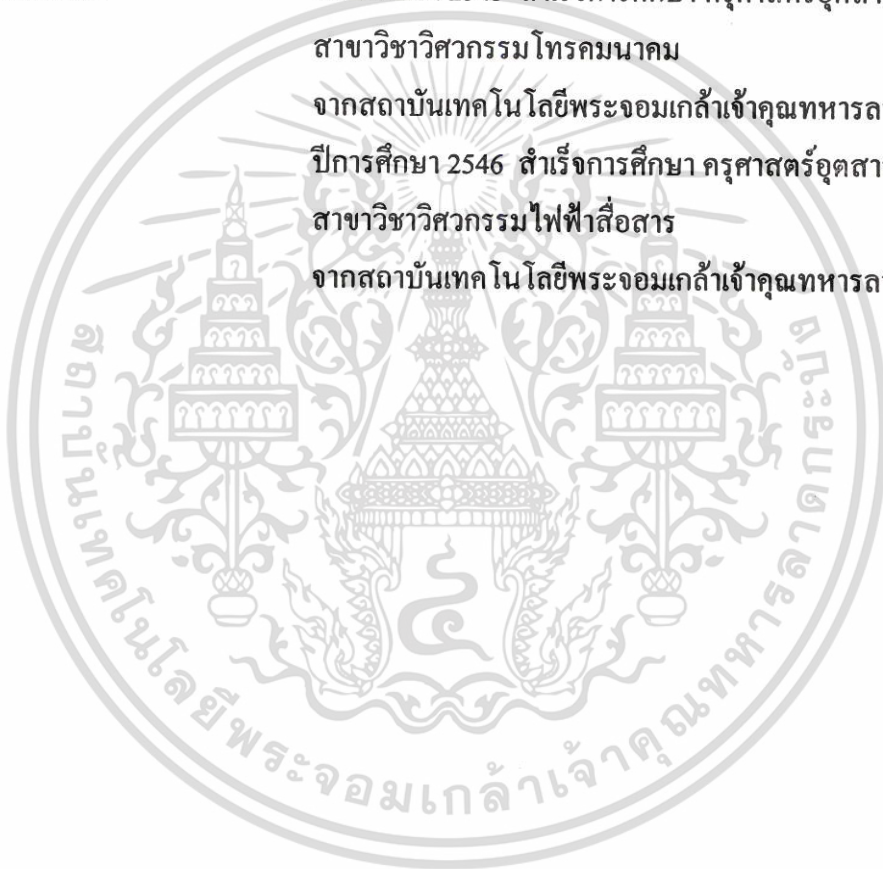 สาขาวิชาวิศวกรรมโทรคมนาคม
จากสถาบันเทคโนโลยีพระจอมเกล้าเจ้าคุณทหารล
ปีการศึกษา 2546 สำเร็จการศึกษา ครุศาสตร์อุตสา
สาขาวิชาวิศวกรรมไฟฟ้าสื่อสาร
จากสถาบันเทคโนโลยีพระจอมเกล้าเจ้าคุณทหารล
สถาบันเทคโนโลยีพระจอมเกล้าเจ้าคุณทหารลาดกระบัง